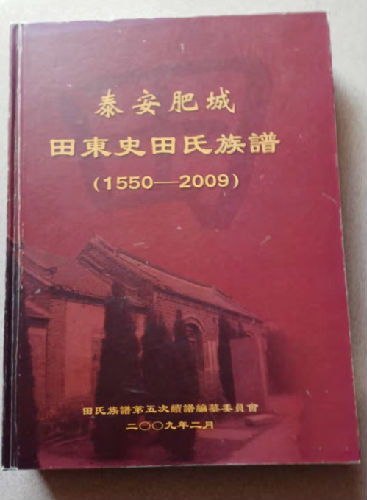 泰安肥城
田東史田氏族譜
(1550—2009)
田氏族譜第五次續譜編纂委員會
二〇〇九年二月